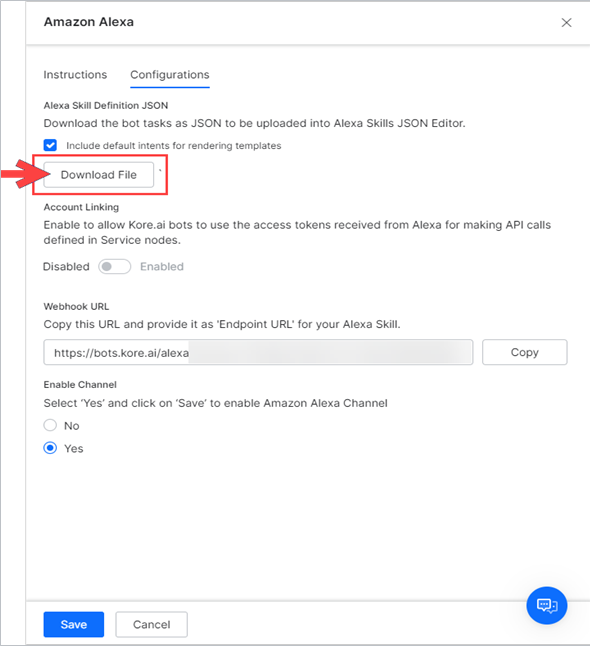 Amazon Alexa
Instructions
Configurations
Alexa Skill Definition JSON
Download the bot tasks as JSON to be uploaded into Alexa Skills JSON Editor.
Include default intents for rendering templates
Download File
Account Linking
Enable to allow Kore.ai bots to use the access tokens received from Alexa for making API calls
defined in Service nodes.
Disabled Enabled
Webhook URL
Copy this URL and provide it as 'Endpoint URL' for your Alexa Skill.
https://bots.kore.ai/alexa
Copy
Enable Channel
Select ‘Yes’ and click on ‘Save’ to enable Amazon Alexa Channel
No
Yes
Save
Cancel